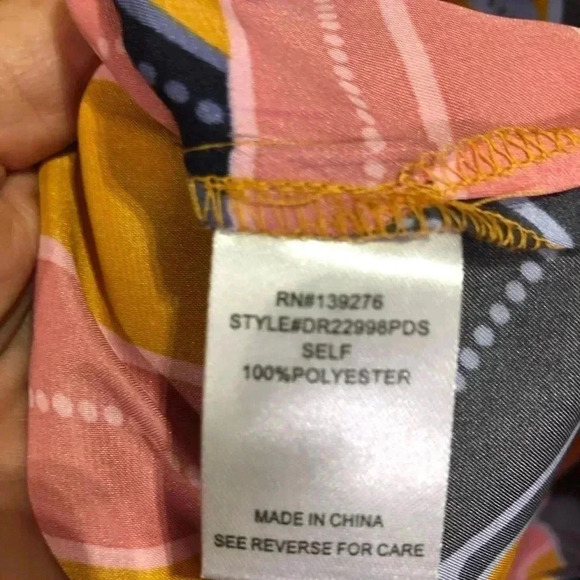 RN#139276
STYLE#DR22998PDS
SELF
100%POLYESTER
MADE IN CHINA
SEE REVERSE FOR CARE